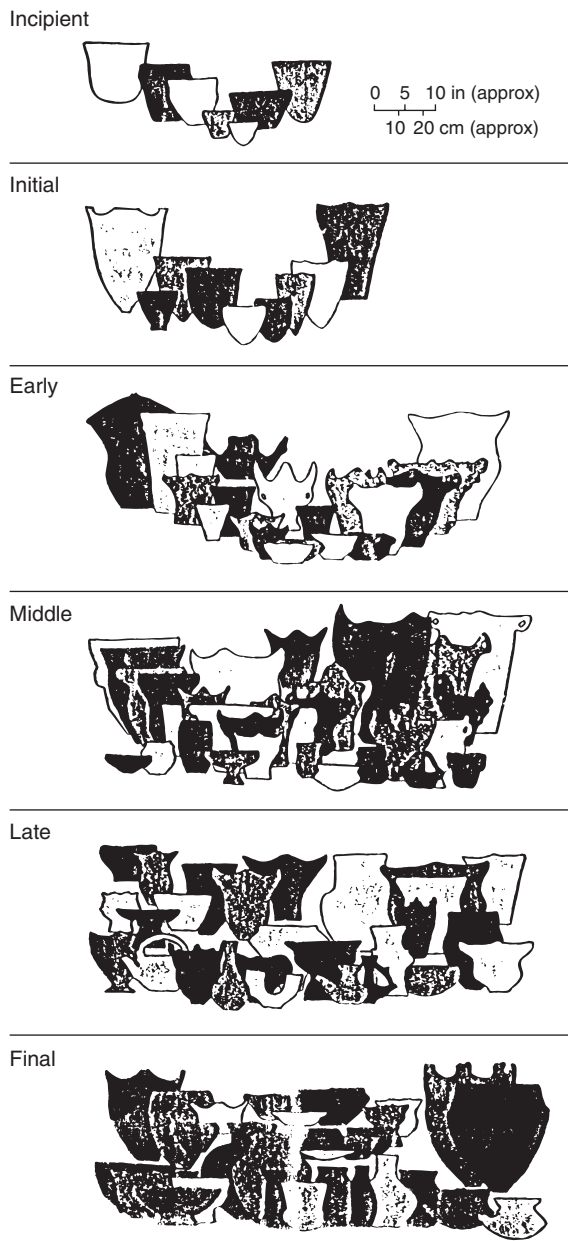 Incipient
0 5 10 in (approx)
10 20 cm (approx)
Initial
Early
Middle
Late
Final